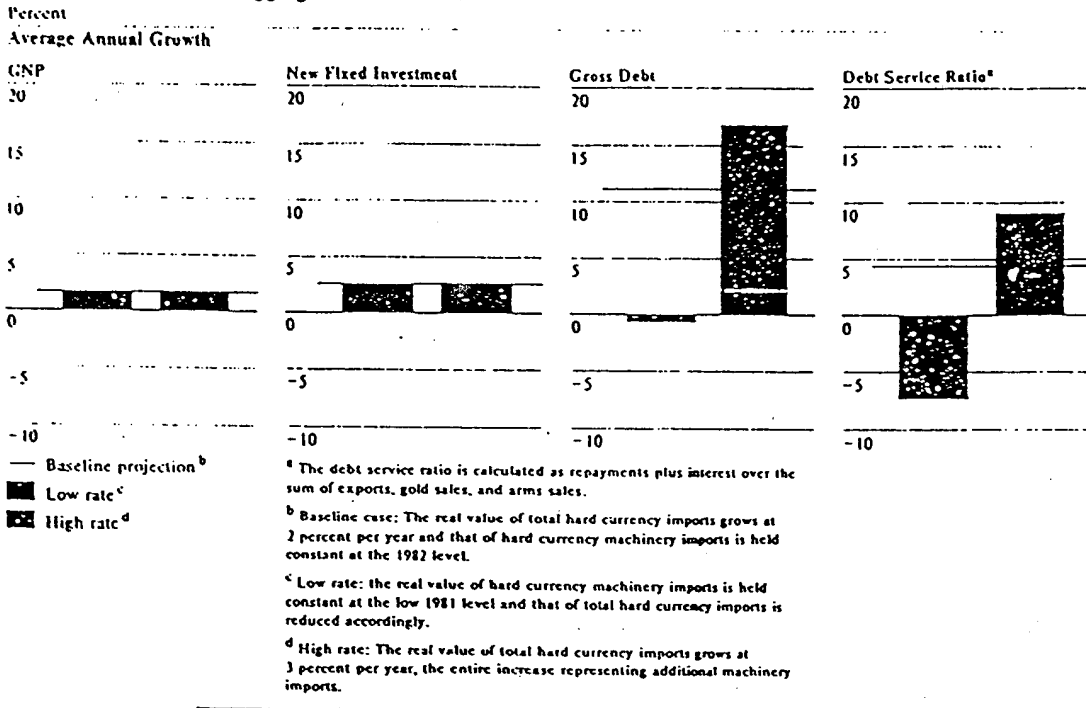 Percent
Average Annual Growth
GNP
20
15
10
5
0
-5
-10
New Fixed Investment
20
15
10
5
0
-5
-10
Gross Debt
20
15
10
5
0
-5
-10
Debt Service Ratioᵃ
20
15
10
5
0
-5
-10
Baseline projectionᵇ
Low rateᶜ
High rateᵈ
ᵃ The debt service ratio is calculated as repayments plus interest over the
sum of exports, gold sales, and arms sales.
ᵇ Baseline case: The real value of total hard currency imports grows at
2 percent per year and that of hard currency machinery imports is held
constant at the 1982 level.
ᶜ Low rate: the real value of hard currency machinery imports is held
constant at the low 1981 level and that of total hard currency imports is
reduced accordingly.
ᵈ High rate: The real value of total hard currency imports grows at
3 percent per year, the entire increase representing additional machinery
imports.